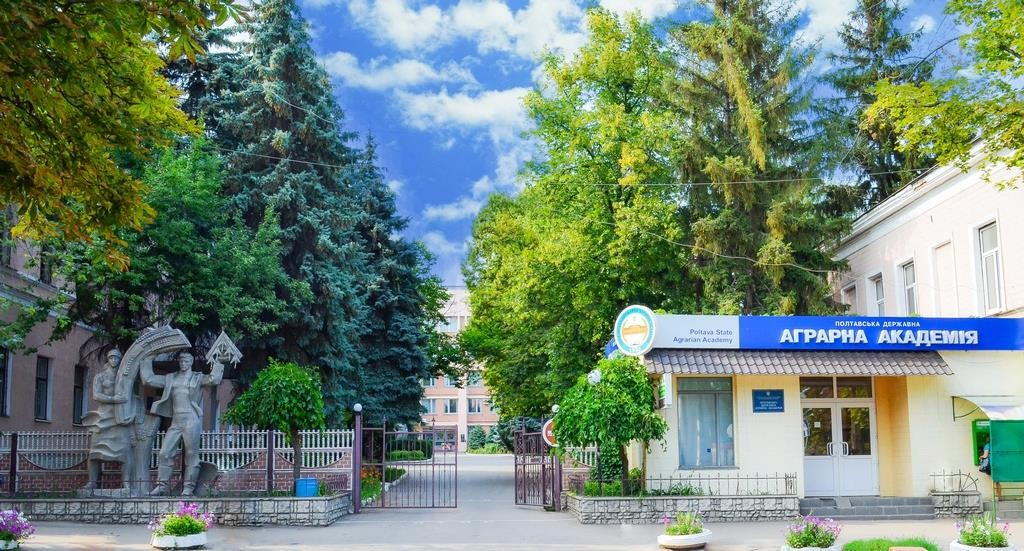 Poltava State
Agrarian Academy
ПОЛТАВСЬКА ДЕРЖАВНА
АГРАРНА АКАДЕМІЯ